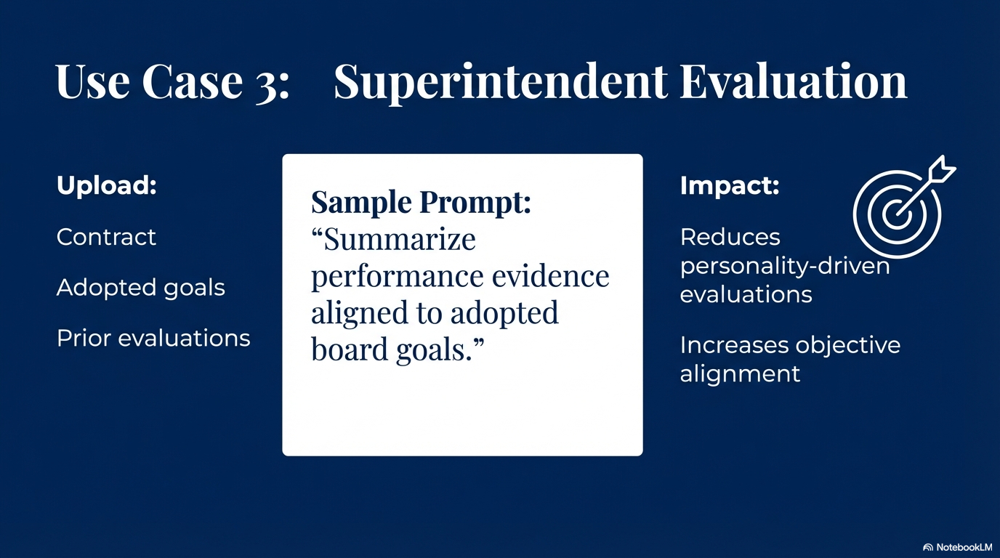 Use Case 3: Superintendent Evaluation
Upload:
Contract
Adopted goals
Prior evaluations
Sample Prompt:
“Summarize
performance evidence
aligned to adopted
board goals.”
Impact:
Reduces
personality-driven
evaluations
Increases objective
alignment
NotebookLM